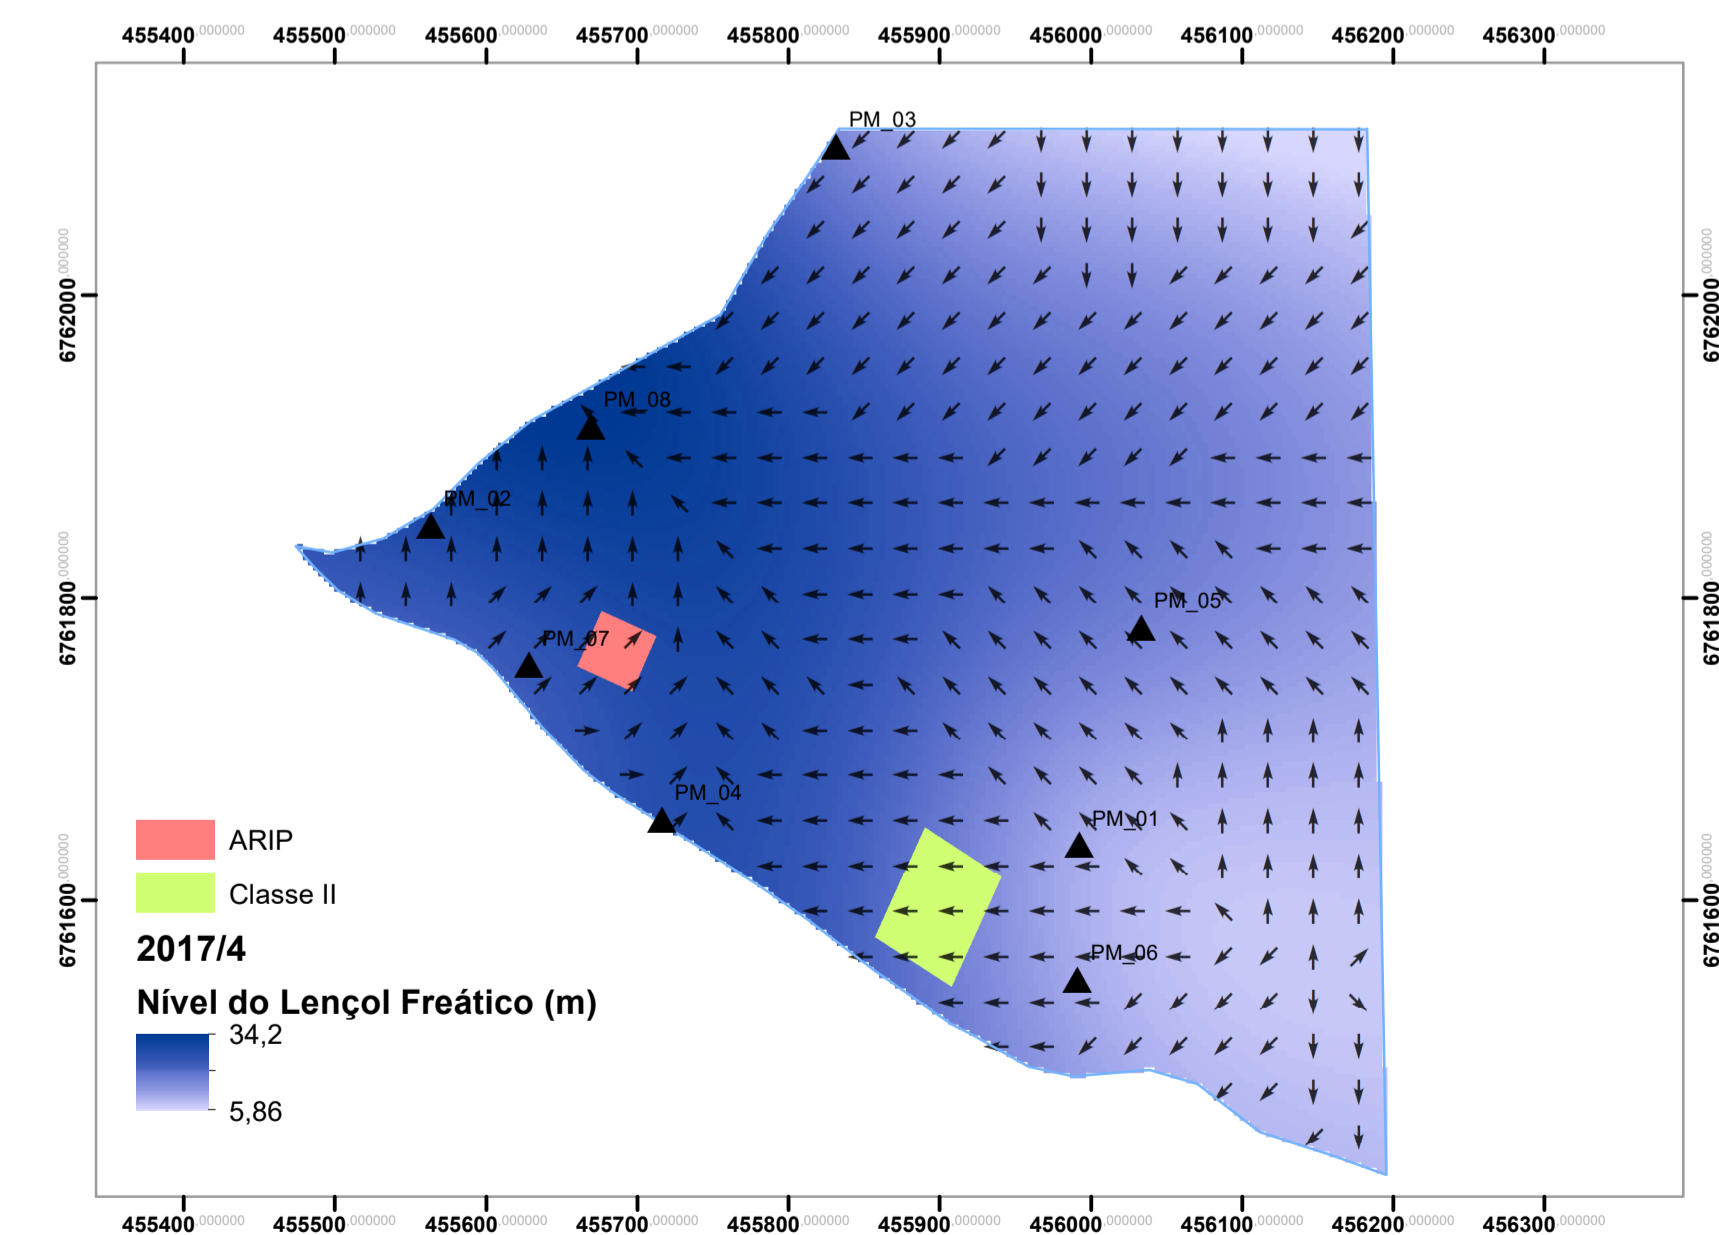 455400,000000 455500,000000 455600,000000 455700,000000 455800,000000 455900,000000 456000,000000 456100,000000 456200,000000 456300,000000
PM_03
6762000,000000
6762000,000000
PM_08
PM_02
6761800,000000
6761800,000000
PM_05
PM_07
PM_04
PM_01
6761600,000000
6761600,000000
PM_06
ARIP
Classe II
2017/4
Nível do Lençol Freático (m)
34,2
5,86
455400,000000 455500,000000 455600,000000 455700,000000 455800,000000 455900,000000 456000,000000 456100,000000 456200,000000 456300,000000